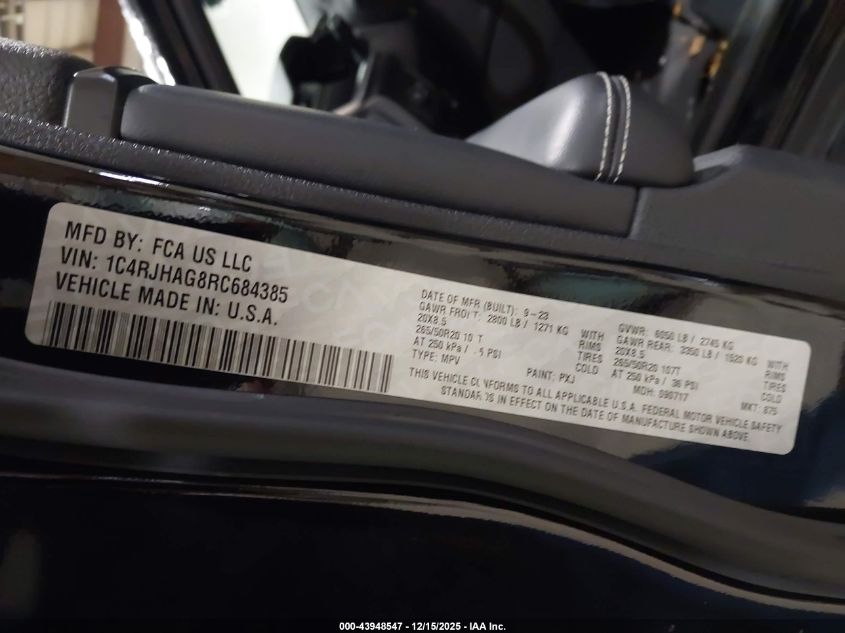 MFD BY: FCA US LLC
VIN: 1C4RJHAG8RC684385
VEHICLE MADE IN: U.S.A.
DATE OF MFR (BUILT): 9-23
GAWR FRO T: 2800 LB / 1271 KG WITH
20X8.5 RIMS
265/50R20 10 T TIRES
AT 250 kPa / 5 PSI COLD
TYPE: MPV PAINT: PXJ
GVWR: 6050 LB / 2745 KG
GAWR REAR: 3350 LB / 1520 KG WITH
20X8.5 RIMS
265/50R20 107T TIRES
AT 250 kPa / 36 PSI COLD
MDH: 090717 MKT: 875
THIS VEHICLE CONFORMS TO ALL APPLICABLE U.S.A. FEDERAL MOTOR VEHICLE SAFETY
STANDARDS IN EFFECT ON THE DATE OF MANUFACTURE SHOWN ABOVE.
000-43948547 - 12/15/2025 - IAA Inc.